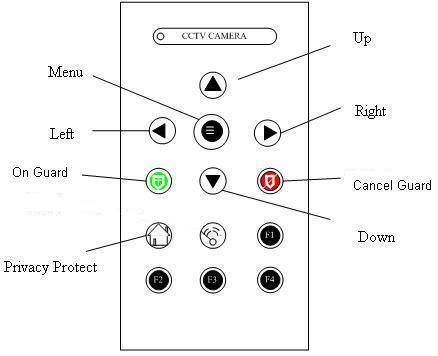 CCTV CAMERA
Up
Menu
Right
Left
On Guard
Cancel Guard
Down
F1
Privacy Protect
F2
F3
F4